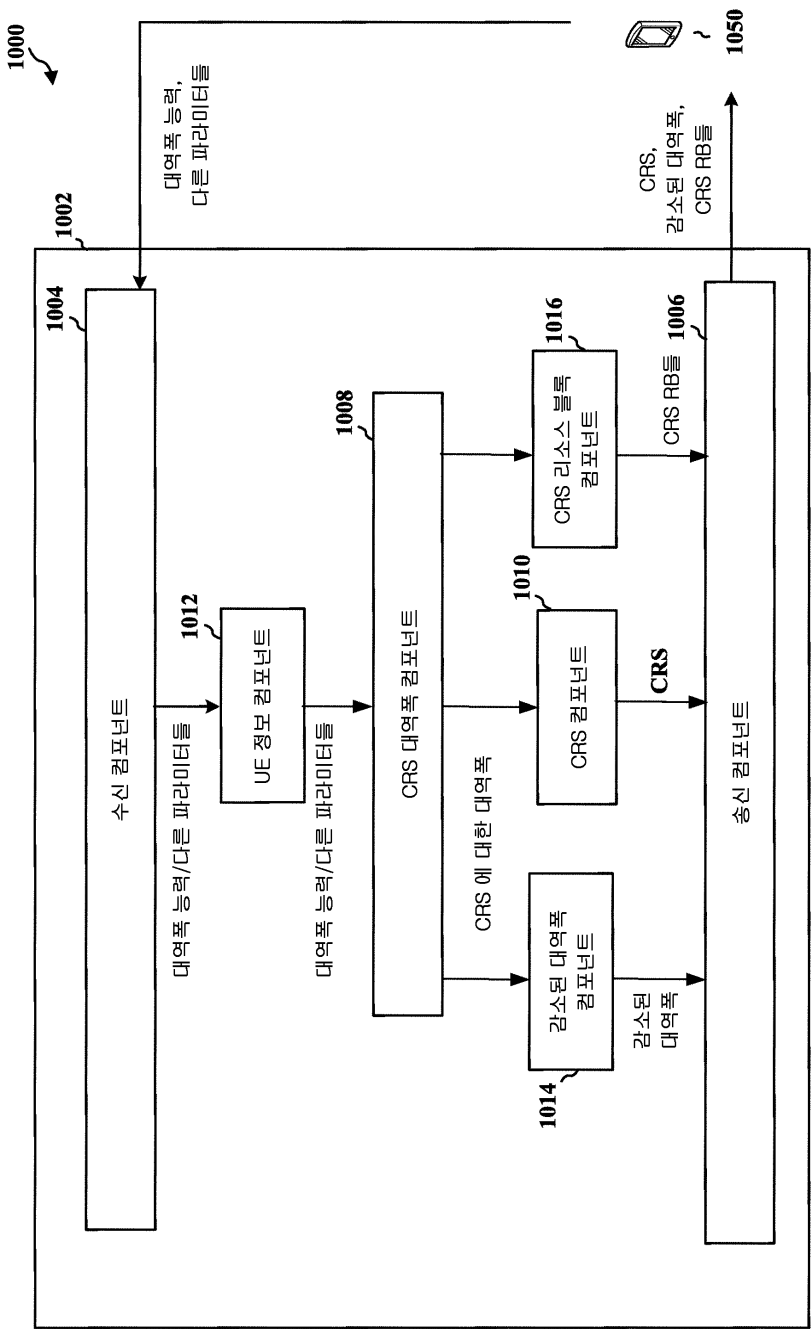 1000
대역폭 능력,
다른 파라미터들
1050
CRS,
감소된 대역폭,
CRS RB들
1002
1004
수신 컴포넌트
대역폭 능력/다른 파라미터들
1012
UE 정보 컴포넌트
대역폭 능력/다른 파라미터들
1008
CRS 대역폭 컴포넌트
CRS 에 대한 대역폭
1014
감소된 대역폭
컴포넌트
감소된
대역폭
1010
CRS 컴포넌트
CRS
1016
CRS 리소스 블록
컴포넌트
CRS RB들
1006
송신 컴포넌트